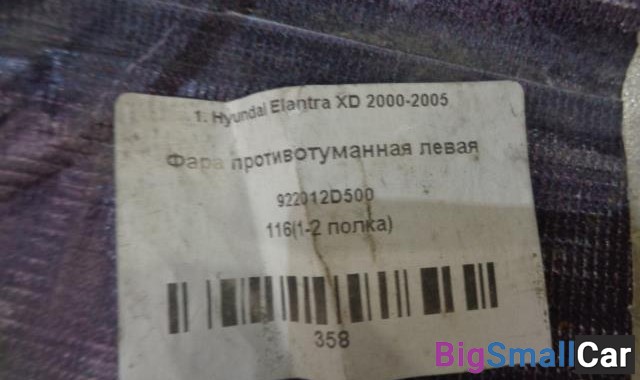 1. Hyundai Elantra XD 2000-2005
Фара противотуманная левая
922012D500
116(1-2 полка)
358
BigSmallCar